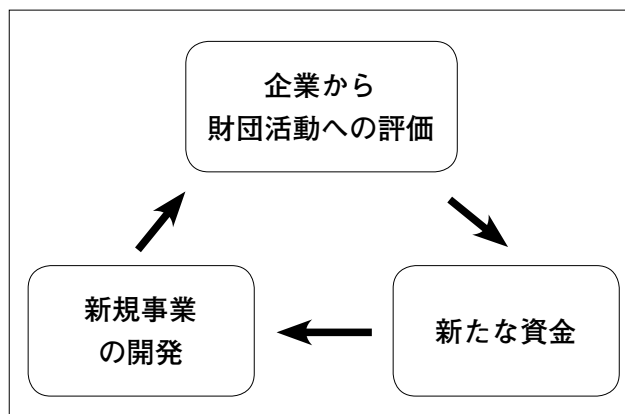 企業から
財団活動への評価
新たな資金
新規事業
の開発